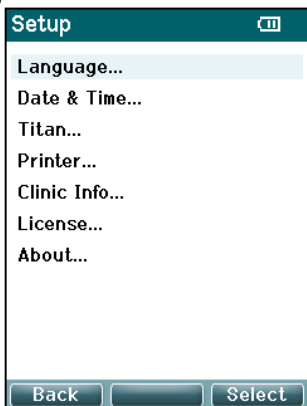 Setup
Language...
Date & Time...
Titan...
Printer...
Clinic Info...
License...
About...
Back Select